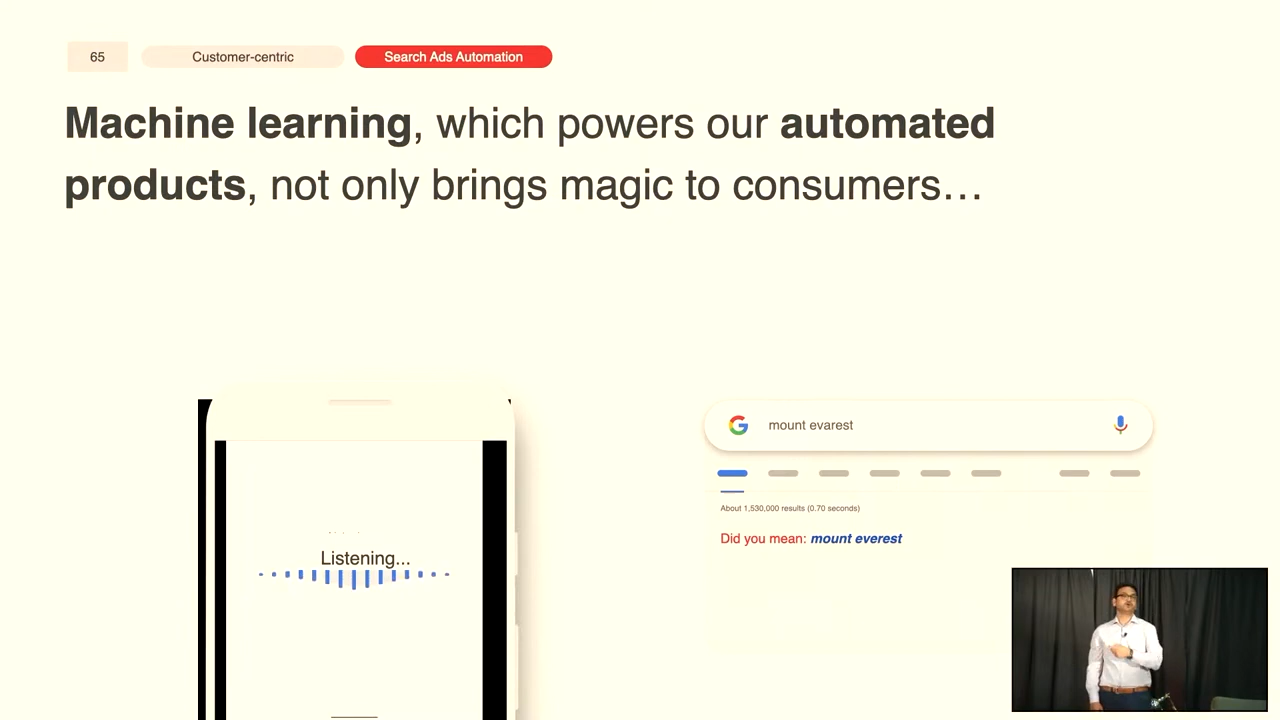 65
Customer-centric
Search Ads Automation
Machine learning, which powers our automated
products, not only brings magic to consumers…
mount evarest
About 1,530,000 results (0.70 seconds)
Did you mean: mount everest
Listening...